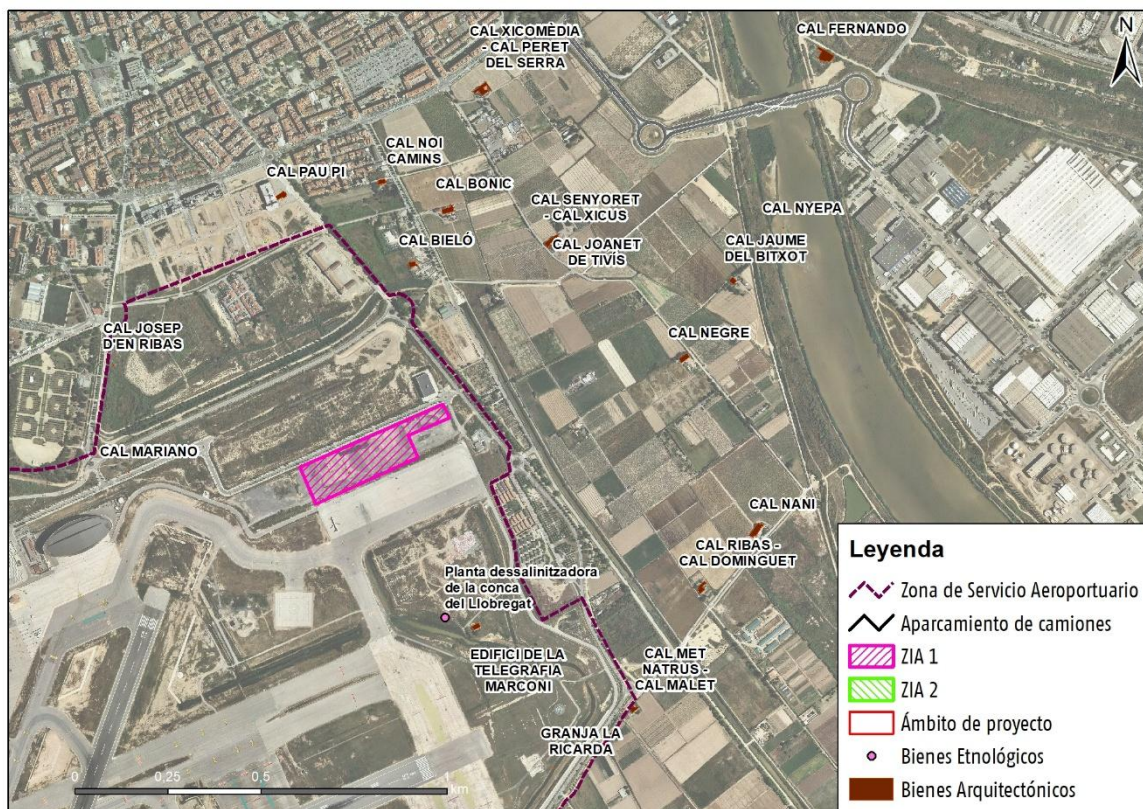 CAL XICOMÈDIA
- CAL PERET
DEL SERRA
CAL FERNANDO
N
CAL NOI
CAMINS
CAL PAU PI
CAL BONIC
CAL SENYORET
- CAL XICUS
CAL NYEPA
CAL BIELÓ
CAL JOANET
DE TIVIS
CAL JAUME
DEL BITXOT
CAL JOSEP
D'EN RIBAS
CAL NEGRE
CAL MARIANO
CAL NANI
CAL RIBAS -
CAL DOMINGUET
Planta dessalinitzadora
de la conca
del Llobregat
EDIFICI DE LA
TELEGRAFIA
MARCONI
CAL MET
NATRUS -
CAL MALET
GRANJA LA
RICARDA
0 0,25 0,5 1
km
Leyenda
Zona de Servicio Aeroportuario
Aparcamiento de camiones
ZIA 1
ZIA 2
Ámbito de proyecto
Bienes Etnológicos
Bienes Arquitectónicos